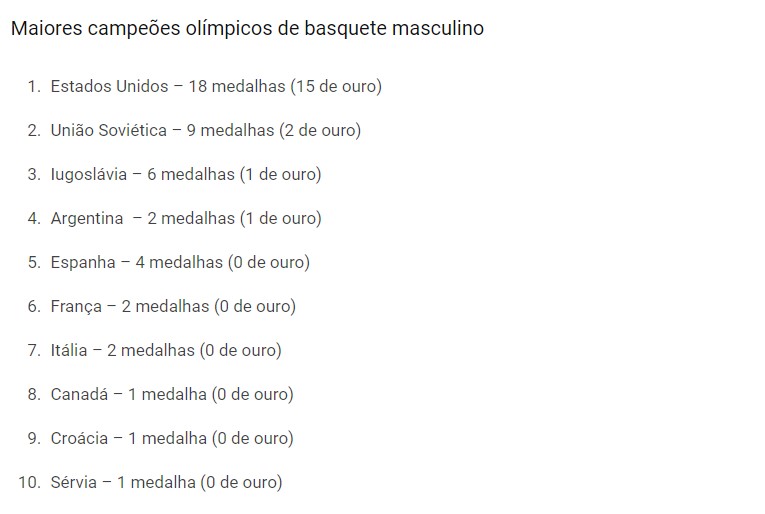 Maiores campeões olímpicos de basquete masculino
1. Estados Unidos – 18 medalhas (15 de ouro)
2. União Soviética – 9 medalhas (2 de ouro)
3. Iugoslávia – 6 medalhas (1 de ouro)
4. Argentina – 2 medalhas (1 de ouro)
5. Espanha – 4 medalhas (0 de ouro)
6. França – 2 medalhas (0 de ouro)
7. Itália – 2 medalhas (0 de ouro)
8. Canadá – 1 medalha (0 de ouro)
9. Croácia – 1 medalha (0 de ouro)
10. Sérvia – 1 medalha (0 de ouro)